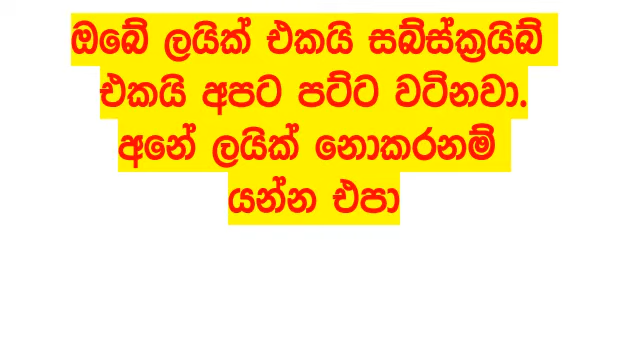 ඔබේ ලයික් එකයි සබ්ස්ක්‍රයිබ්
එකයි අපට පට්ට වටිනවා.
අනේ ලයික් නොකරනම්
යන්න එපා